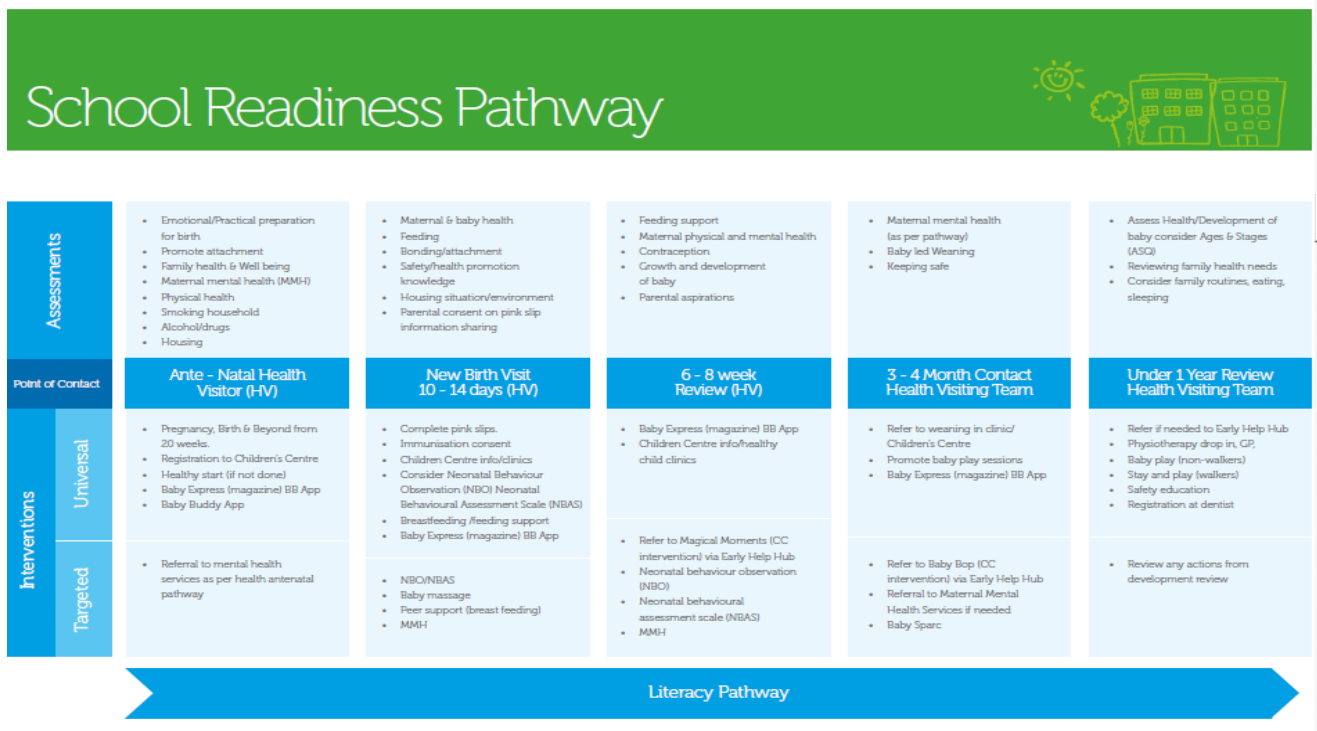 School Readiness Pathway
Assessments
• Emotional/Practical preparation
for birth
• Promote attachment
• Family health & Well being
• Maternal mental health (MMH)
• Physical health
• Smoking household
• Alcohol/drugs
• Housing
• Maternal & baby health
• Feeding
• Bonding/attachment
• Safety/health promotion
knowledge
• Housing situation/environment
• Parental consent on pink slip
information sharing
• Feeding support
• Maternal physical and mental health
• Contraception
• Growth and development
of baby
• Parental aspirations
• Maternal mental health
(as per pathway)
• Baby led Weaning
• Keeping safe
• Assess Health/Development of
baby consider Ages & Stages
(ASQ)
• Reviewing family health needs
• Consider family routines, eating,
sleeping
Point of Contact
Ante - Natal Health
Visitor (HV)
New Birth Visit
10 - 14 days (HV)
6 - 8 week
Review (HV)
3 - 4 Month Contact
Health Visiting Team
Under 1 Year Review
Health Visiting Team
Interventions
Universal
• Pregnancy, Birth & Beyond from
20 weeks.
• Registration to Children's Centre
• Healthy start (if not done)
• Baby Express (magazine) BB App
• Baby Buddy App
• Complete pink slips.
• Immunisation consent
• Children Centre info/clinics
• Consider Neonatal Behaviour
Observation (NBO) Neonatal
Behavioural Assessment Scale (NBAS)
• Breastfeeding /feeding support
• Baby Express (magazine) BB App
• Baby Express (magazine) BB App
• Children Centre info/healthy
child clinics
• Refer to weaning in clinic/
Children's Centre
• Promote baby play sessions
• Baby Express (magazine) BB App
• Refer if needed to Early Help Hub
• Physiotherapy drop in, GP,
• Baby play (non-walkers)
• Stay and play (walkers)
• Safety education
• Registration at dentist
Targeted
• Referral to mental health
services as per health antenatal
pathway
• NBO/NBAS
• Baby massage
• Peer support (breast feeding)
• MMH
• Refer to Magical Moments (CC
intervention) via Early Help Hub
• Neonatal behaviour observation
(NBO)
• Neonatal behavioural
assessment scale (NBAS)
• MMH
• Refer to Baby Bop (CC
intervention) via Early Help Hub
• Referral to Maternal Mental
Health Services if needed
• Baby Sparc
• Review any actions from
development review
Literacy Pathway